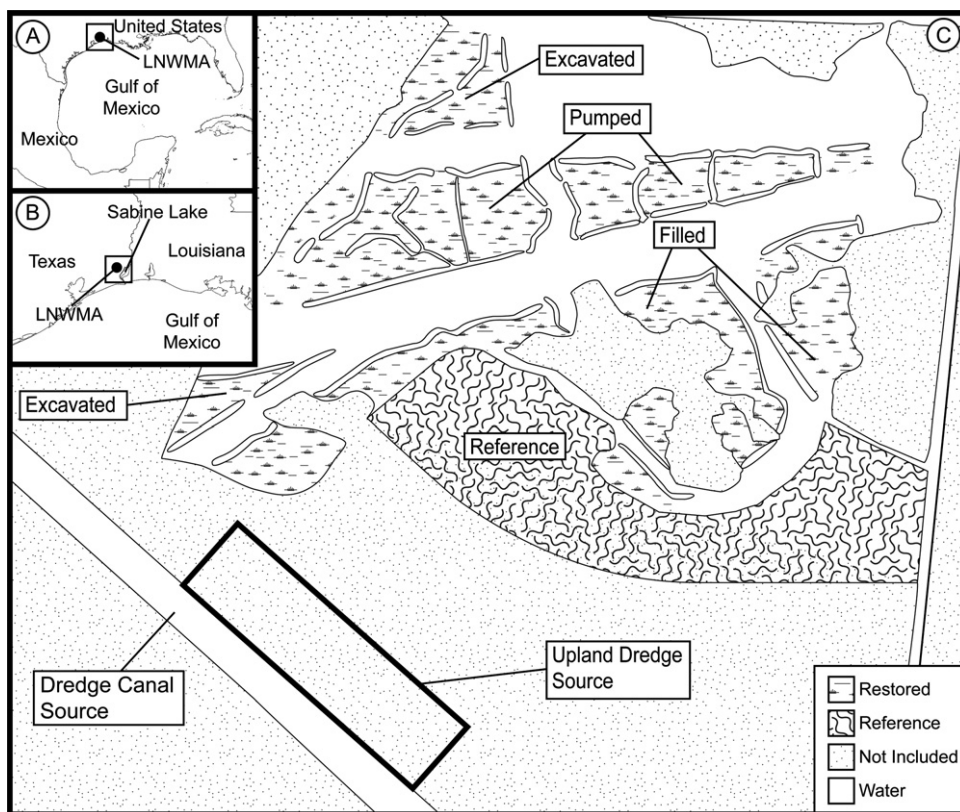 A
United States
LNWMA
Gulf of
Mexico
Mexico
B
Sabine Lake
Texas
Louisiana
LNWMA
Gulf of
Mexico
C
Excavated
Pumped
Filled
Excavated
Reference
Dredge Canal
Source
Upland Dredge
Source
Restored
Reference
Not Included
Water